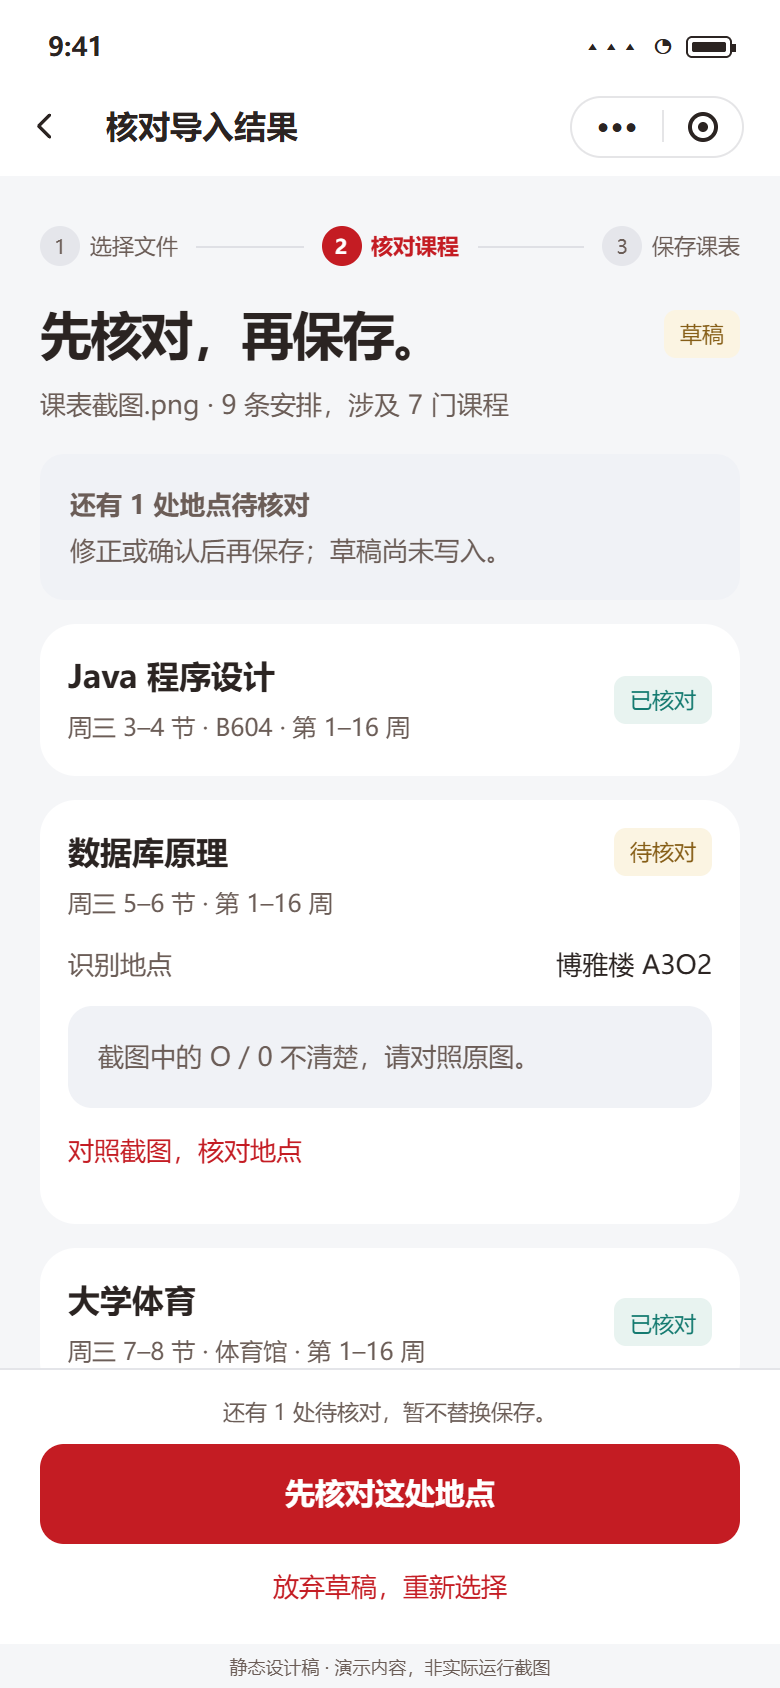 9:41
核对导入结果
1 选择文件 2 核对课程 3 保存课表
先核对，再保存。 草稿
课表截图.png · 9 条安排，涉及 7 门课程
还有 1 处地点待核对
修正或确认后再保存；草稿尚未写入。
Java 程序设计
已核对
周三 3–4 节 · B604 · 第 1–16 周
数据库原理 待核对
周三 5–6 节 · 第 1–16 周
识别地点 博雅楼 A3O2
截图中的 O / 0 不清楚，请对照原图。
对照截图，核对地点
大学体育
已核对
周三 7–8 节 · 体育馆 · 第 1–16 周
还有 1 处待核对，暂不替换保存。
先核对这处地点
放弃草稿，重新选择
静态设计稿 · 演示内容，非实际运行截图